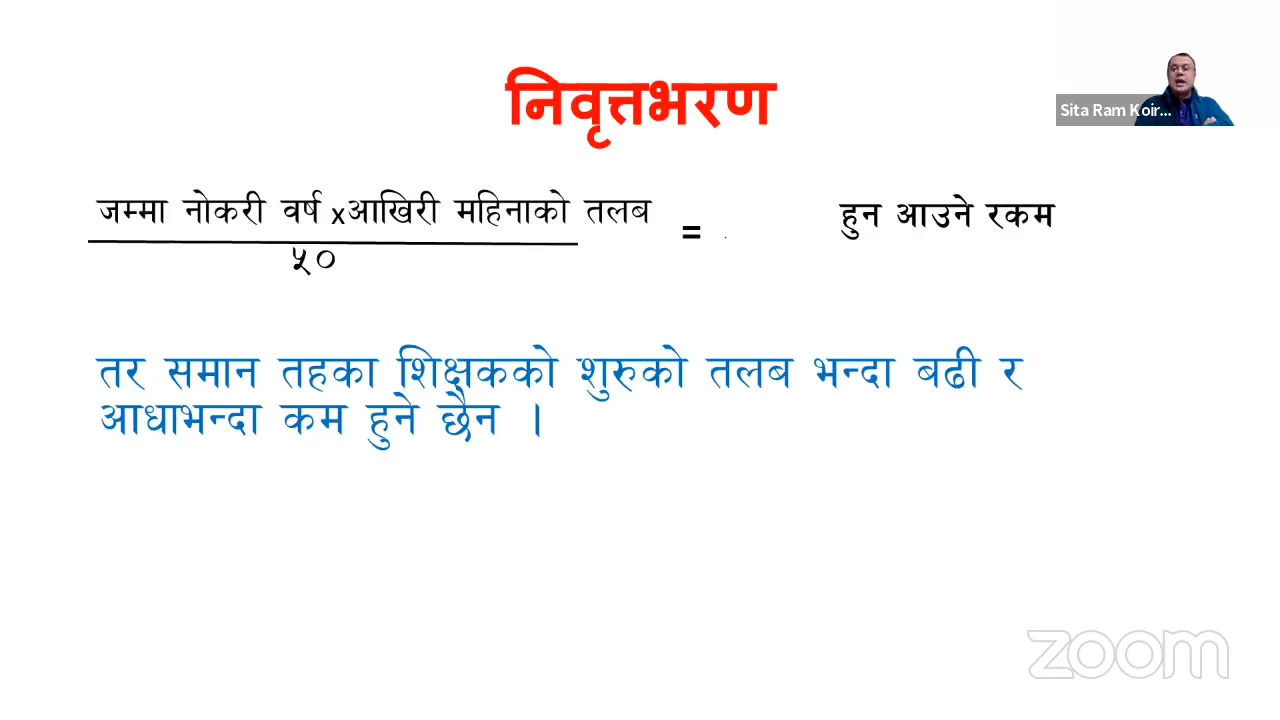 निवृत्तभरण
Sita Ram Koir...
जम्मा नोकरी वर्ष xआखिरी महिनाको तलब
५०
=
हुन आउने रकम
तर समान तहका शिक्षकको शुरुको तलब भन्दा बढी र
आधाभन्दा कम हुने छैन ।
zoom